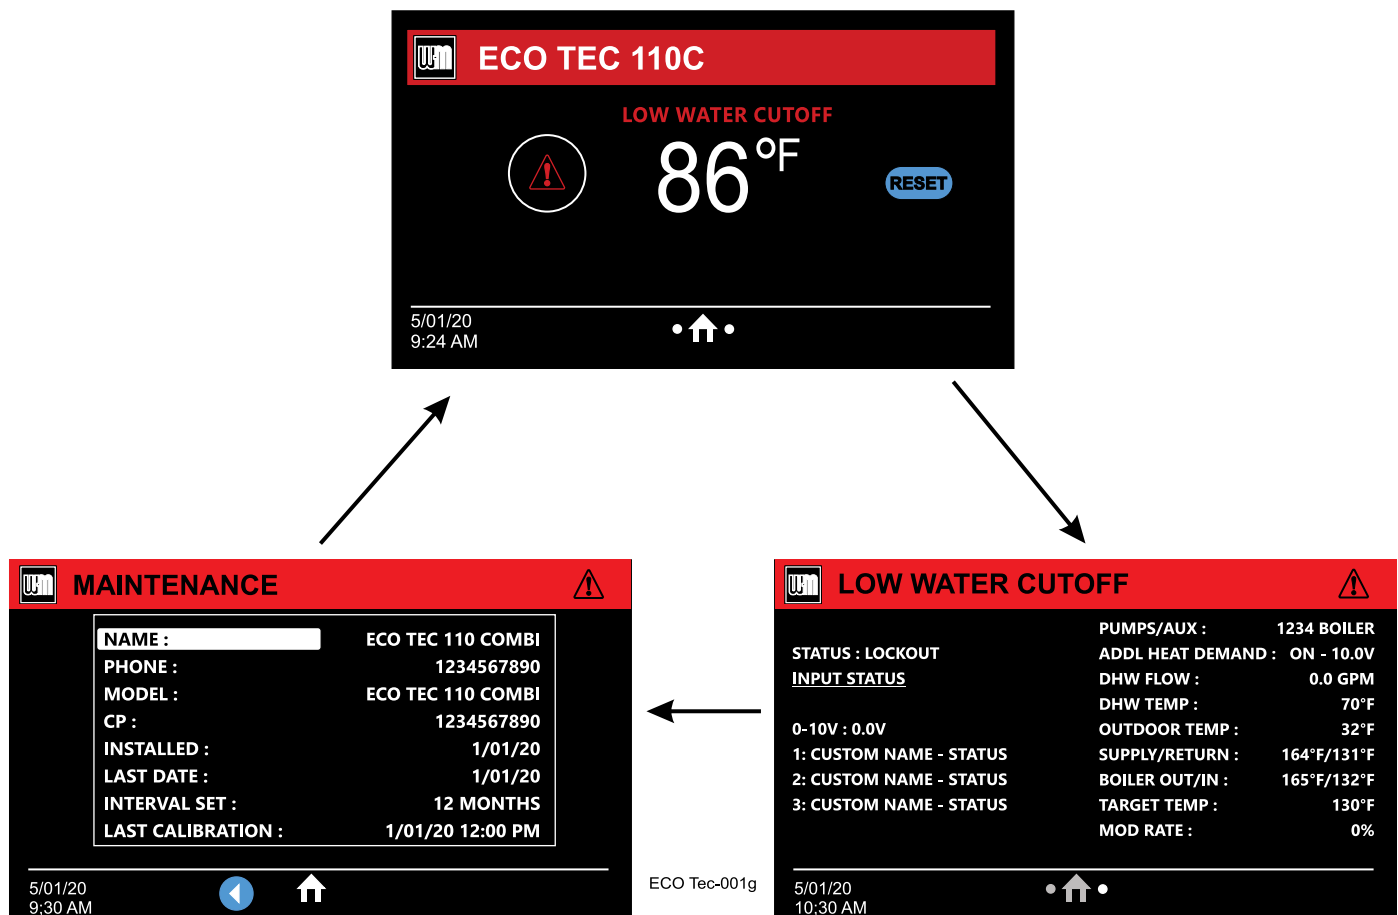 WM ECO TEC 110C
LOW WATER CUTOFF
86°F
RESET
5/01/20
9:24 AM
WM MAINTENANCE
NAME : ECO TEC 110 COMBI
PHONE : 1234567890
MODEL : ECO TEC 110 COMBI
CP : 1234567890
INSTALLED : 1/01/20
LAST DATE : 1/01/20
INTERVAL SET : 12 MONTHS
LAST CALIBRATION : 1/01/20 12:00 PM
5/01/20
9:30 AM
ECO Tec-001g
WM LOW WATER CUTOFF
STATUS : LOCKOUT
INPUT STATUS
0-10V : 0.0V
1: CUSTOM NAME - STATUS
2: CUSTOM NAME - STATUS
3: CUSTOM NAME - STATUS
PUMPS/AUX : 1234 BOILER
ADDL HEAT DEMAND : ON - 10.0V
DHW FLOW : 0.0 GPM
DHW TEMP : 70°F
OUTDOOR TEMP : 32°F
SUPPLY/RETURN : 164°F/131°F
BOILER OUT/IN : 165°F/132°F
TARGET TEMP : 130°F
MOD RATE : 0%
5/01/20
10:30 AM